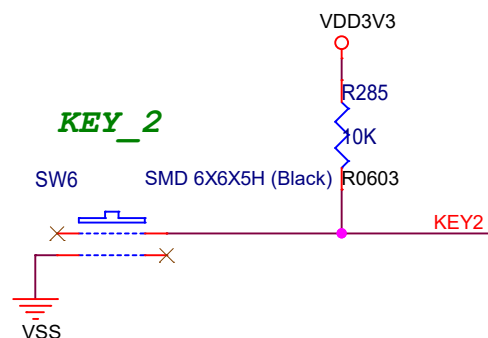 VDD3V3
R285
KEY_2
10K
SW6
SMD 6X6X5H (Black)
R0603
KEY2
VSS